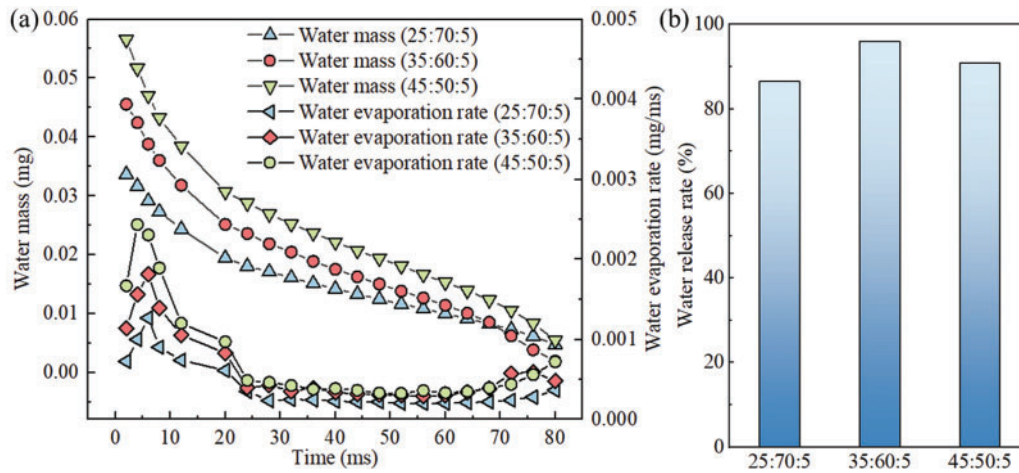 (a)
0.06
0.05
0.04
0.03
0.02
0.01
0.00
Water mass (mg)
Water mass (25:70:5)
Water mass (35:60:5)
Water mass (45:50:5)
Water evaporation rate (25:70:5)
Water evaporation rate (35:60:5)
Water evaporation rate (45:50:5)
0 10 20 30 40 50 60 70 80
Time (ms)
0.005
0.004
0.003
0.002
0.001
0.000
Water evaporation rate (mg/ms)
(b)
100
80
60
40
20
0
Water release rate (%)
25:70:5 35:60:5 45:50:5